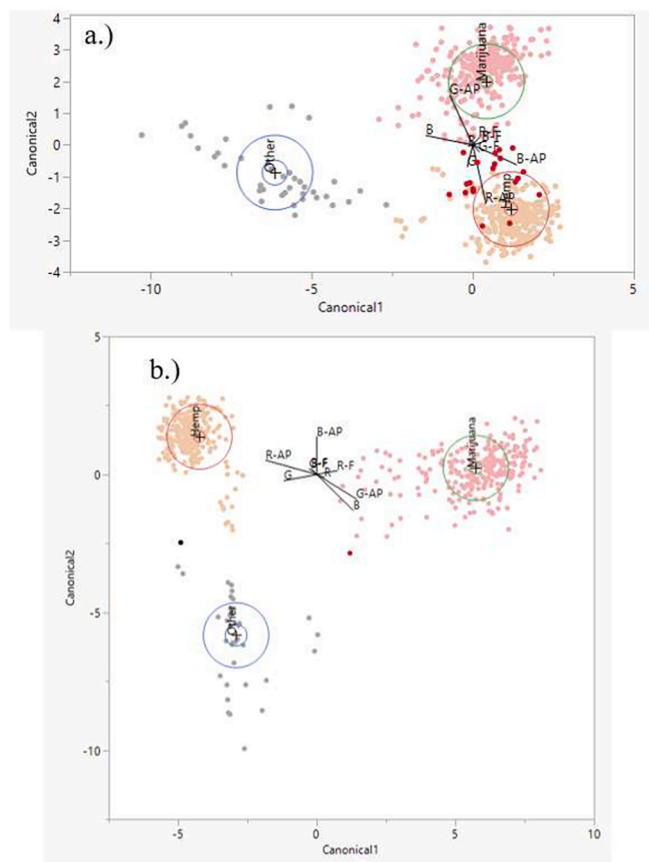 a.)
4
3
2
1
0
-1
-2
-3
-4
Canonical2
Marijuana
G-AP
B
R-F
G-F
B-AP
G
R-AP
Other
Hemp
-10
-5
0
5
Canonical1
b.)
5
0
-5
-10
Canonical2
Hemp
B-AP
R-AP
G
R
R-F
G-AP
B
Marijuana
Other
-5
0
5
10
Canonical1